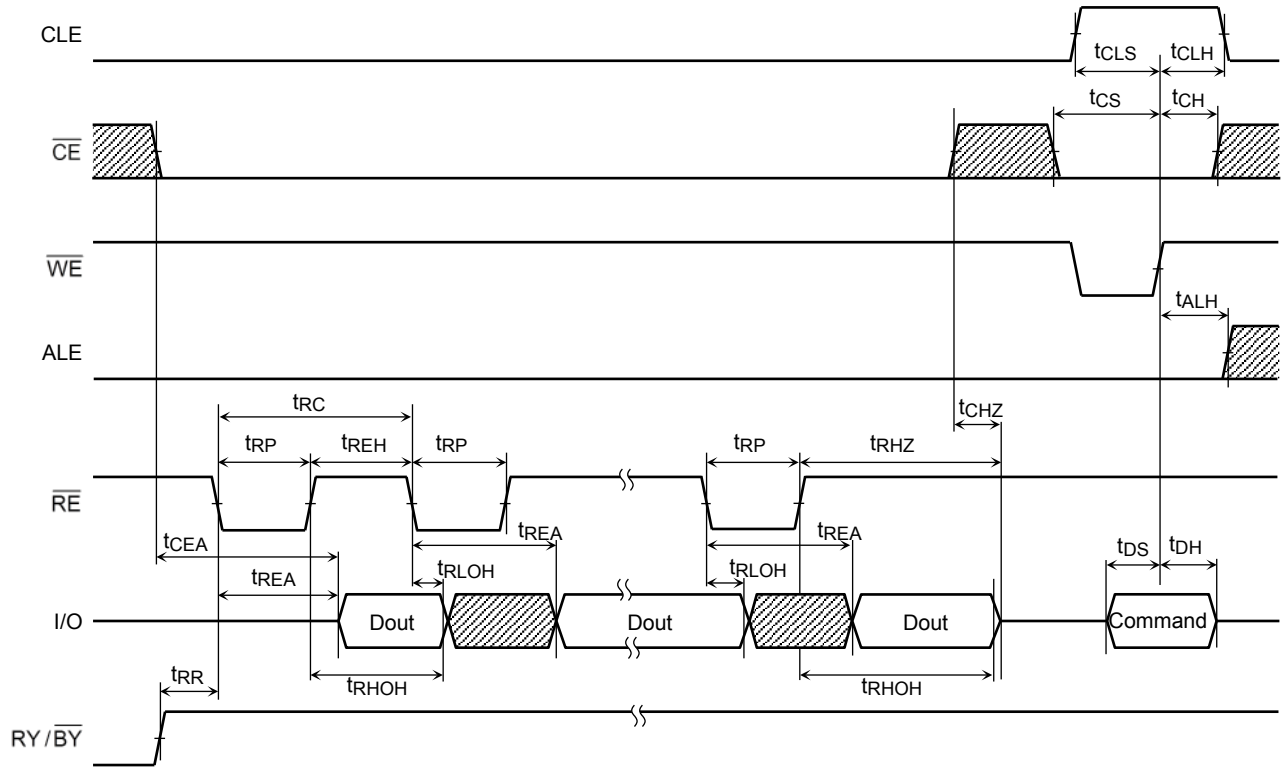 CLE
tCLS
tCLH
tCS
tCH
CE
WE
tALH
ALE
tRC
tCHZ
tRP
tREH
tRP
tRP
tRHZ
RE
tCEA
tREA
tREA
tDS
tDH
tREA
tRLOH
tRLOH
I/O
Dout
Dout
Dout
Command
tRR
tRHOH
tRHOH
RY/BY